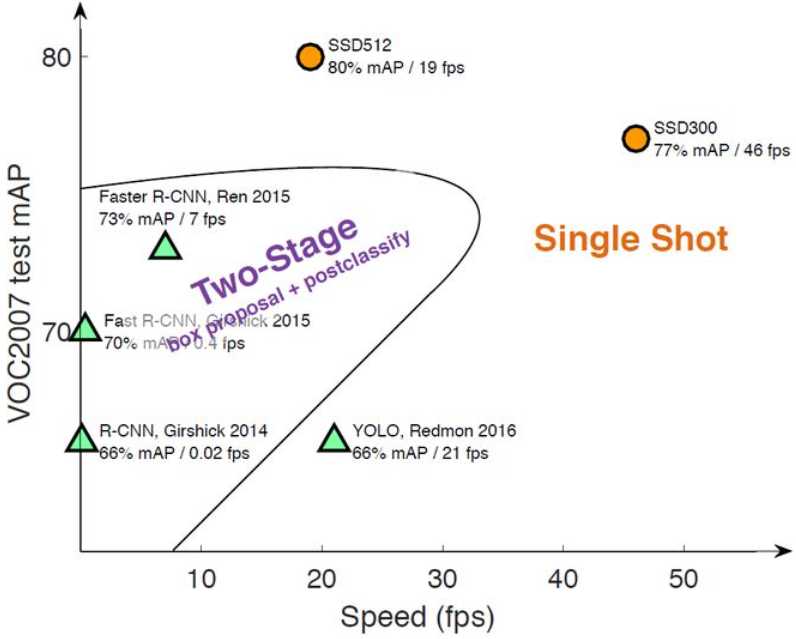 80
SSD512
80% mAP / 19 fps
SSD300
77% mAP / 46 fps
Faster R-CNN, Ren 2015
73% mAP / 7 fps
Two-Stage
box proposal + postclassify
Single Shot
VOC2007 test mAP
70
Fast R-CNN, Girshick 2015
70% mAP / 0.4 fps
R-CNN, Girshick 2014
66% mAP / 0.02 fps
YOLO, Redmon 2016
66% mAP / 21 fps
10 20 30 40 50
Speed (fps)